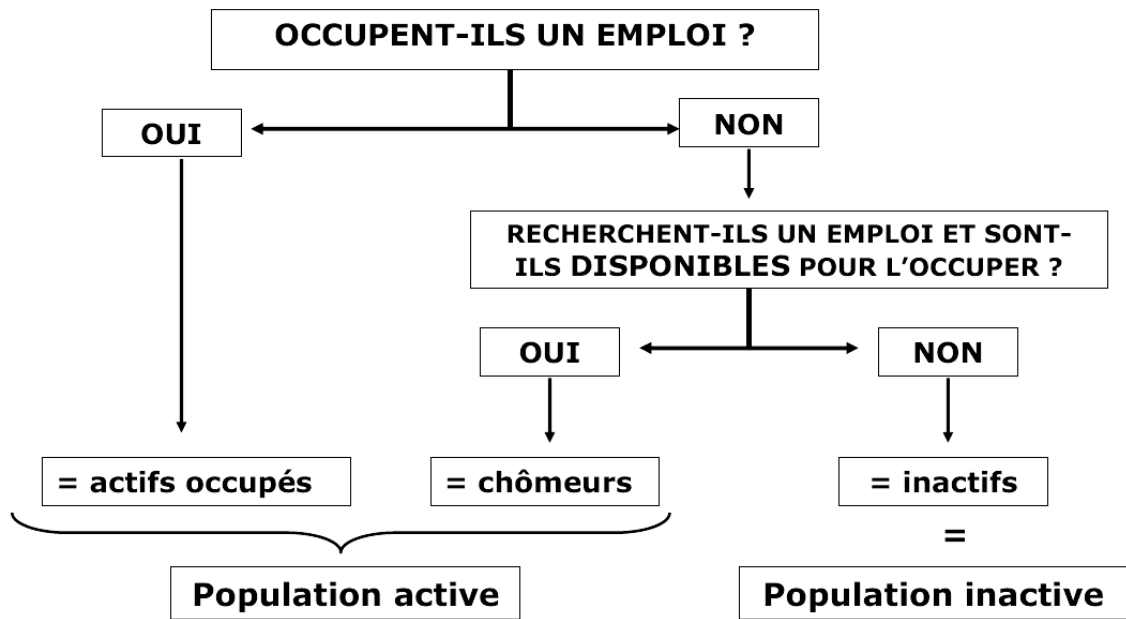 OCCUPENT-ILS UN EMPLOI ?
OUI
NON
RECHERCHENT-ILS UN EMPLOI ET SONT-
ILS DISPONIBLES POUR L’OCCUPER ?
OUI
NON
= actifs occupés
= chômeurs
= inactifs
=
Population active
Population inactive